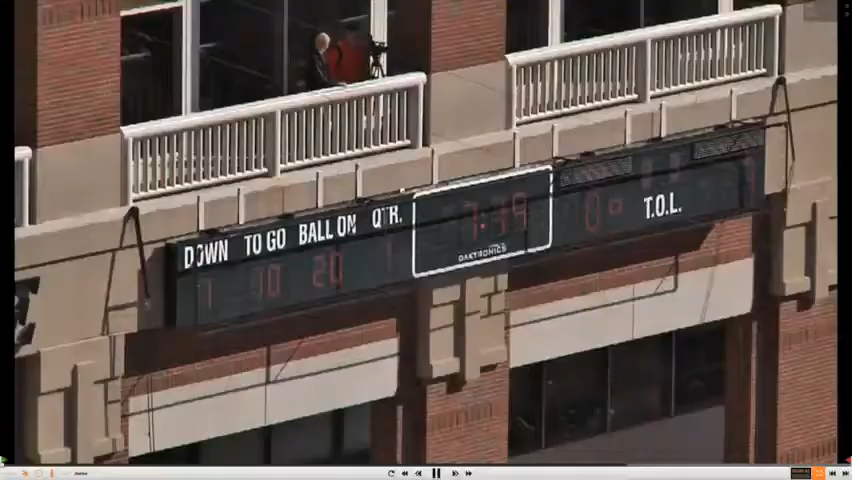 DOWN TO GO BALL ON QTR.
7:49
T.O.L.
DAKTRONICS
1 10 20 1
0